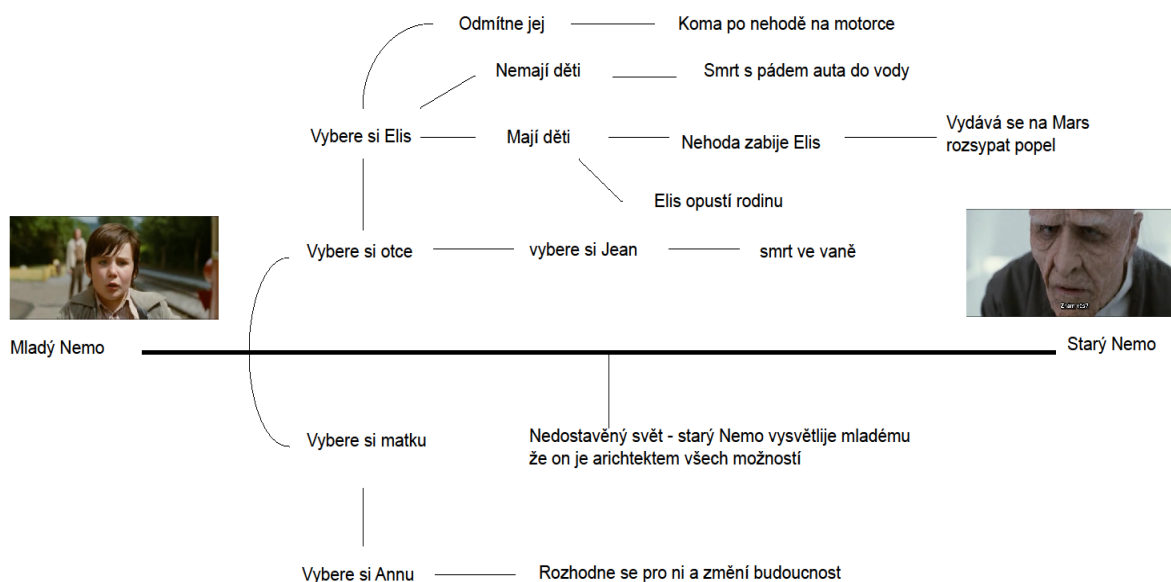 Odmítne jej
Koma po nehodě na motorce
Nemají děti
Smrt s pádem auta do vody
Vybere si Elis
Mají děti
Nehoda zabije Elis
Vydává se na Mars
rozsypat popel
Elis opustí rodinu
Vybere si otce
vybere si Jean
smrt ve vaně
Znám vás?
Mladý Nemo
Starý Nemo
Vybere si matku
Nedostavěný svět - starý Nemo vysvětlije mladému
že on je arichtektem všech možností
Vybere si Annu
Rozhodne se pro ni a změní budoucnost